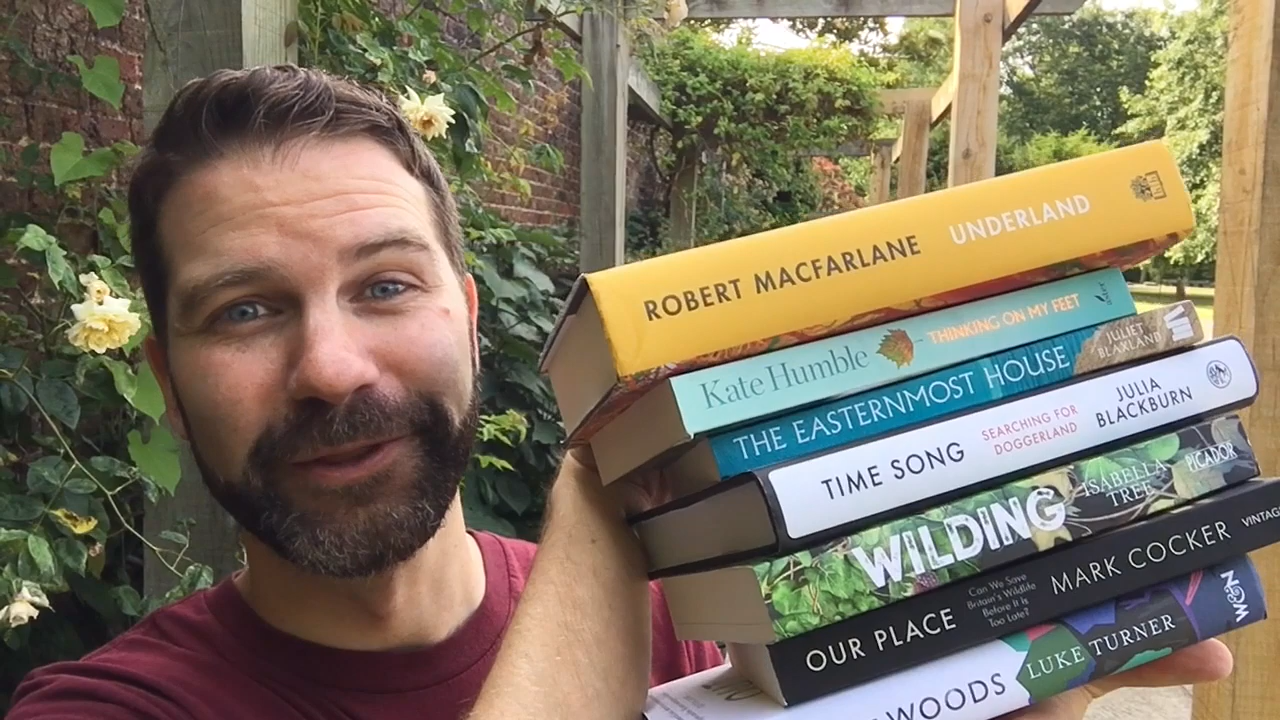 ROBERT MACFARLANE UNDERLAND
Kate Humble THINKING ON MY FEET
THE EASTERNMOST HOUSE JULIET
BLAXLAND
TIME SONG SEARCHING FOR
DOGGERLAND JULIA
BLACKBURN
WILDING ISABELLA
TREE PICADOR
OUR PLACE Can We Save
Britain's Wildlife
Before It Is
Too Late? MARK COCKER VINTAGE
WOODS LUKE TURNER W&N